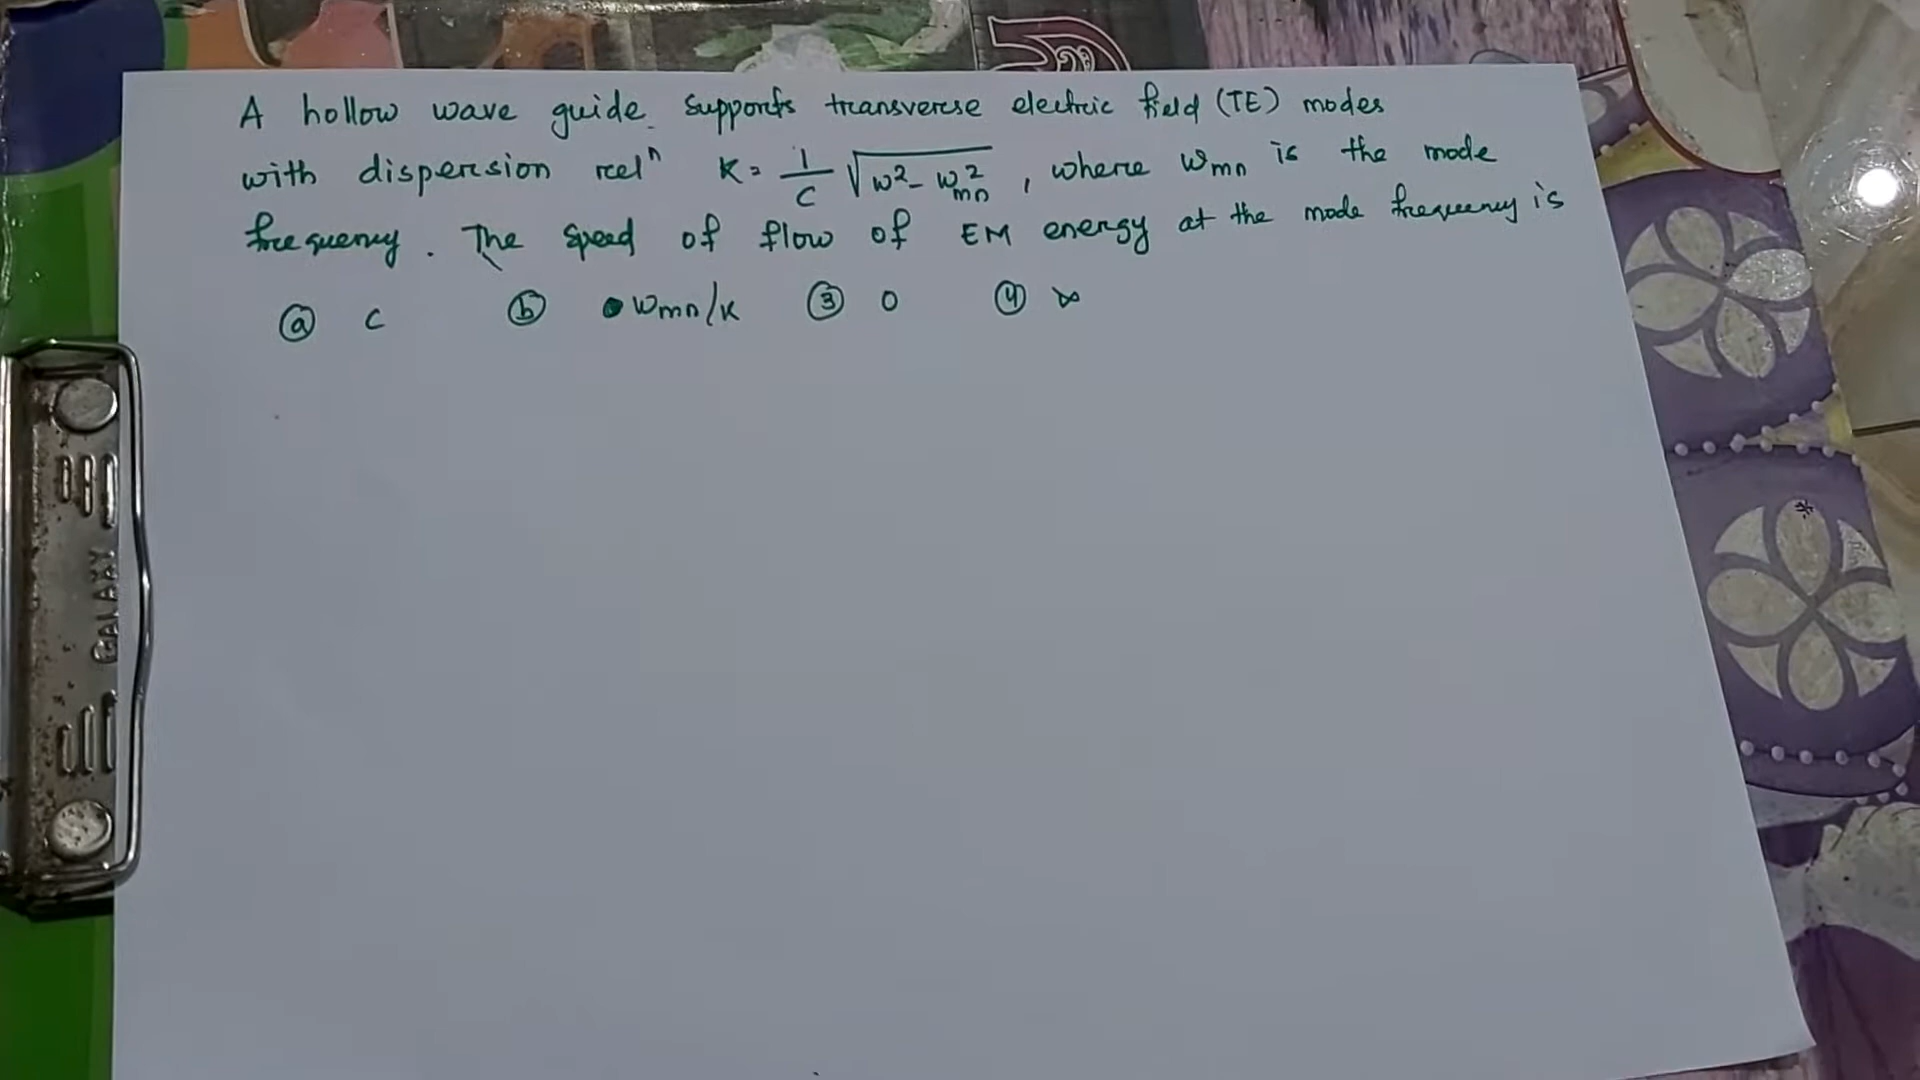 A hollow wave guide supports transverse electric field (TE) modes
with dispersion relⁿ K = 1/C √(ω² - ω²mn) , where ωmn is the mode
frequency. The speed of flow of EM energy at the mode frequency is
ⓐ C ⓑ ωmn/K ③ 0 ④ ∞
GALAXY